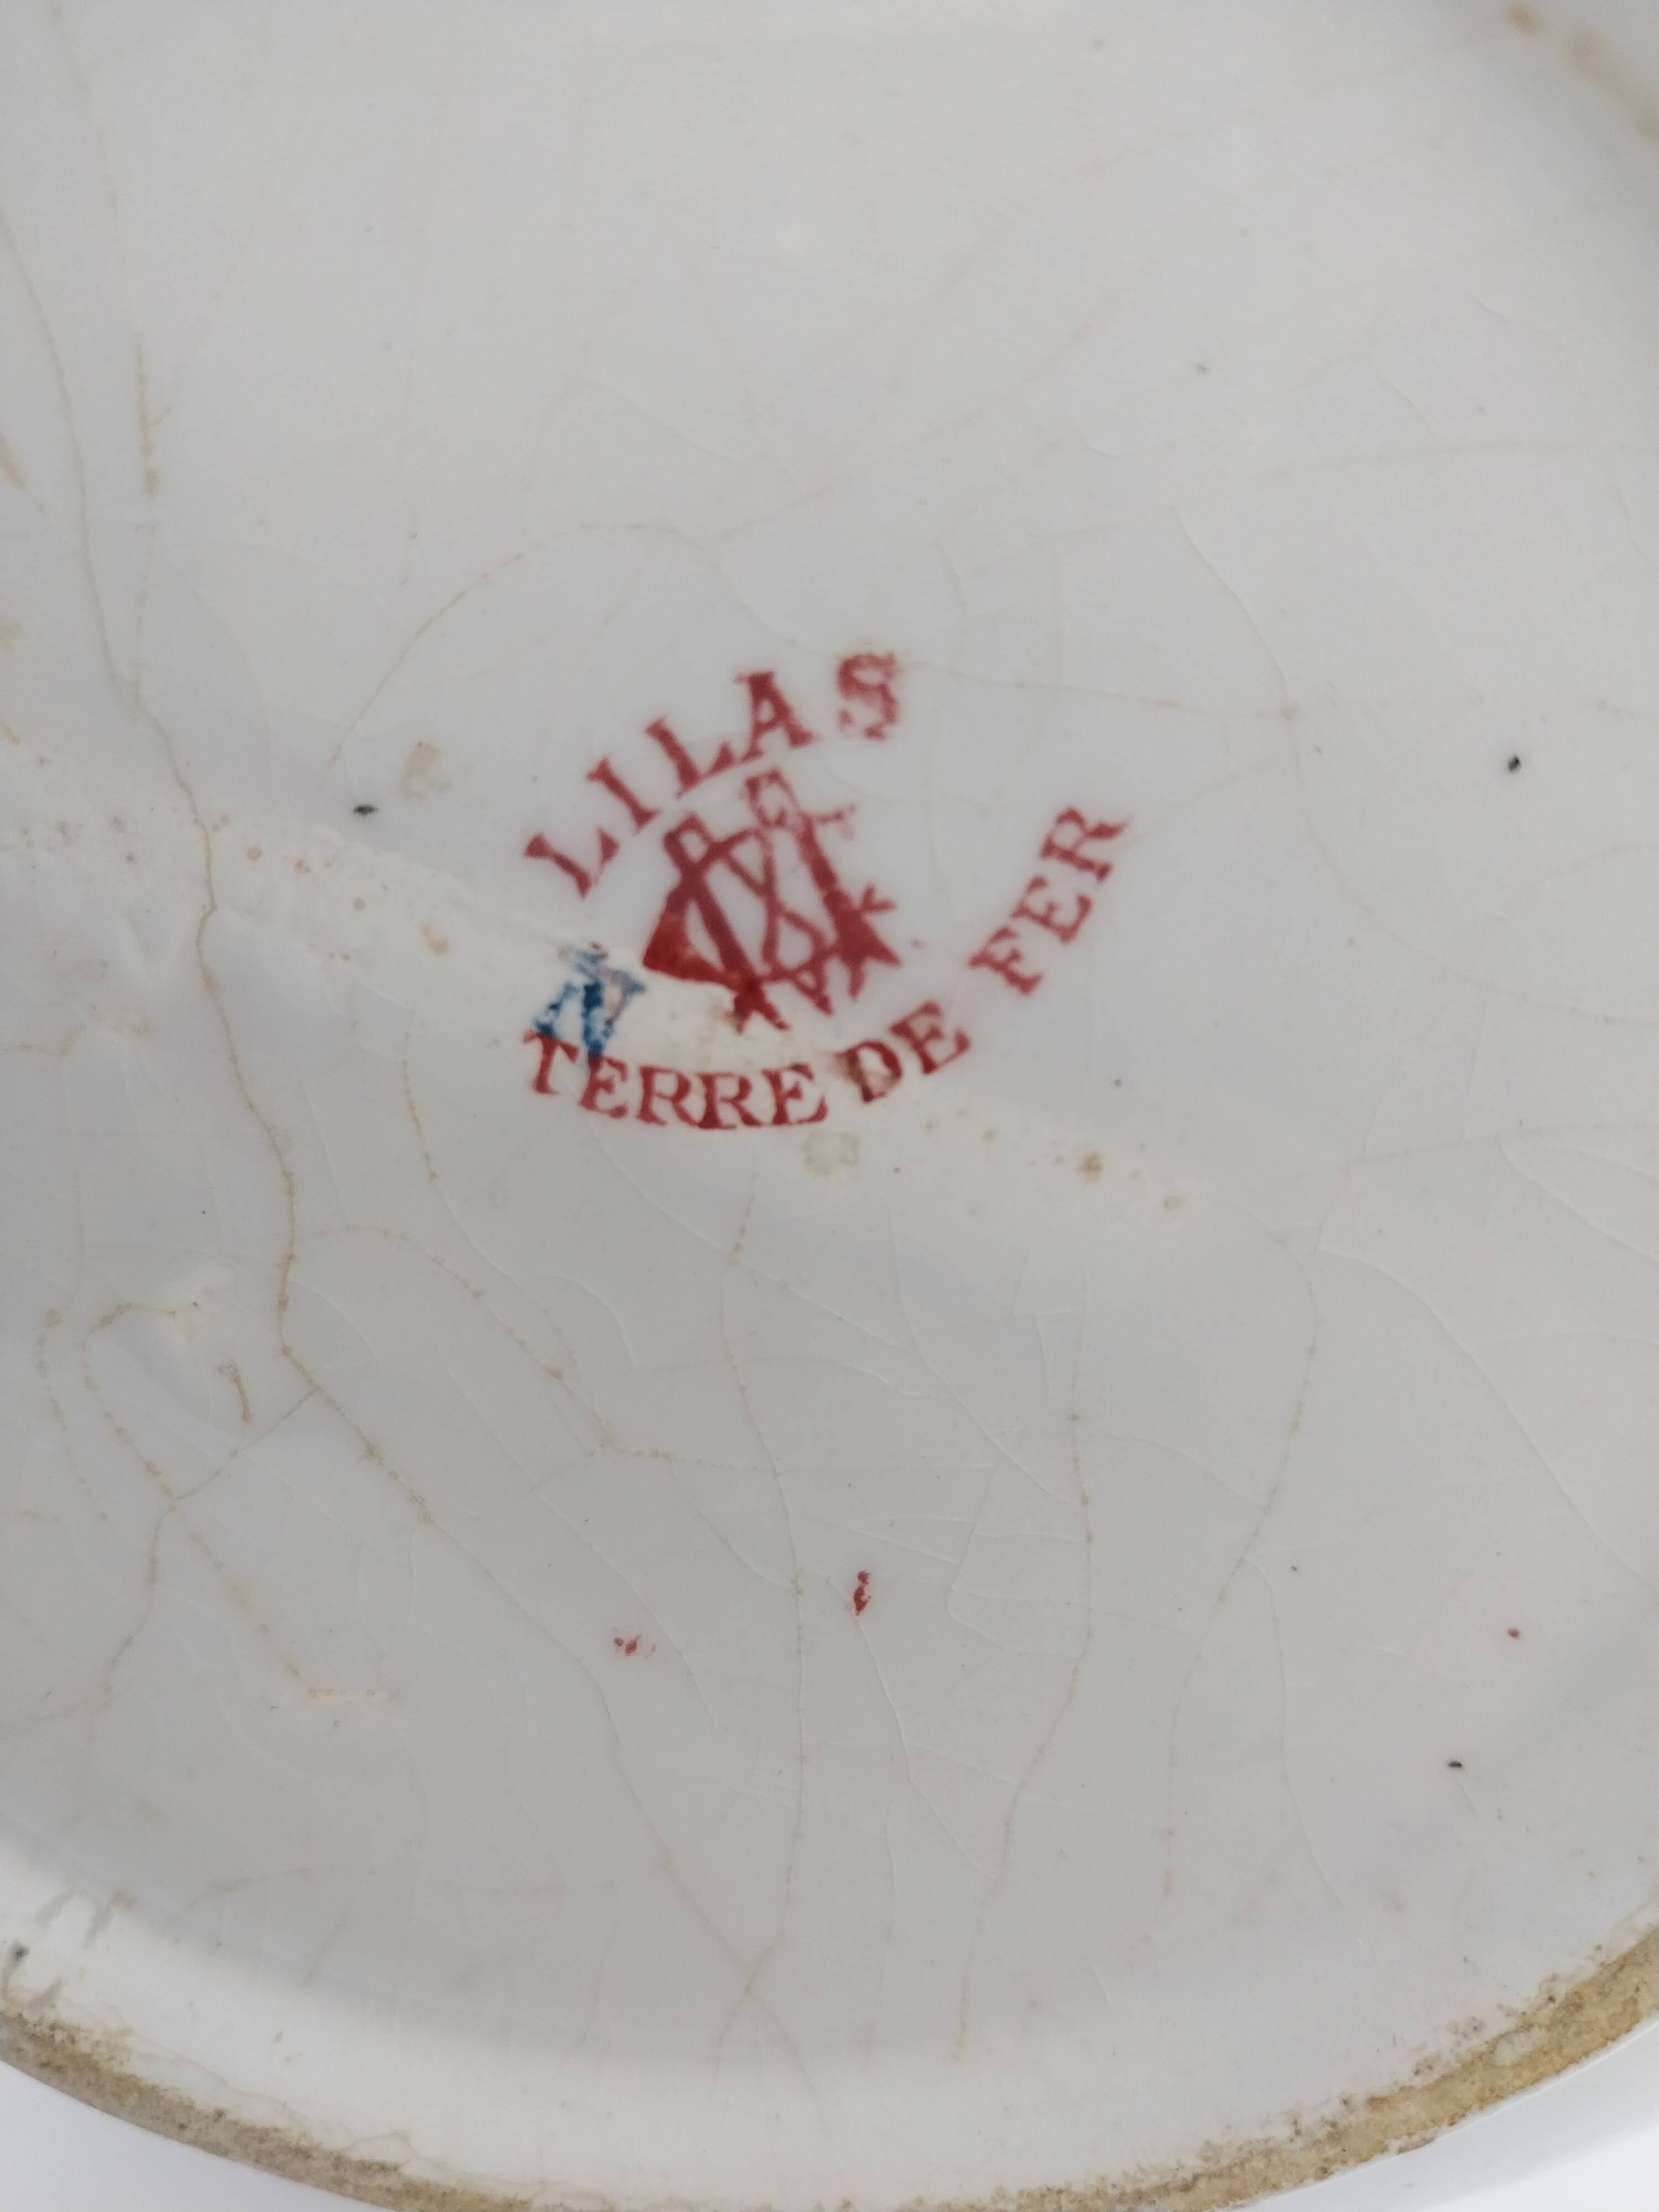 LILAS
N
TERRE DE FER